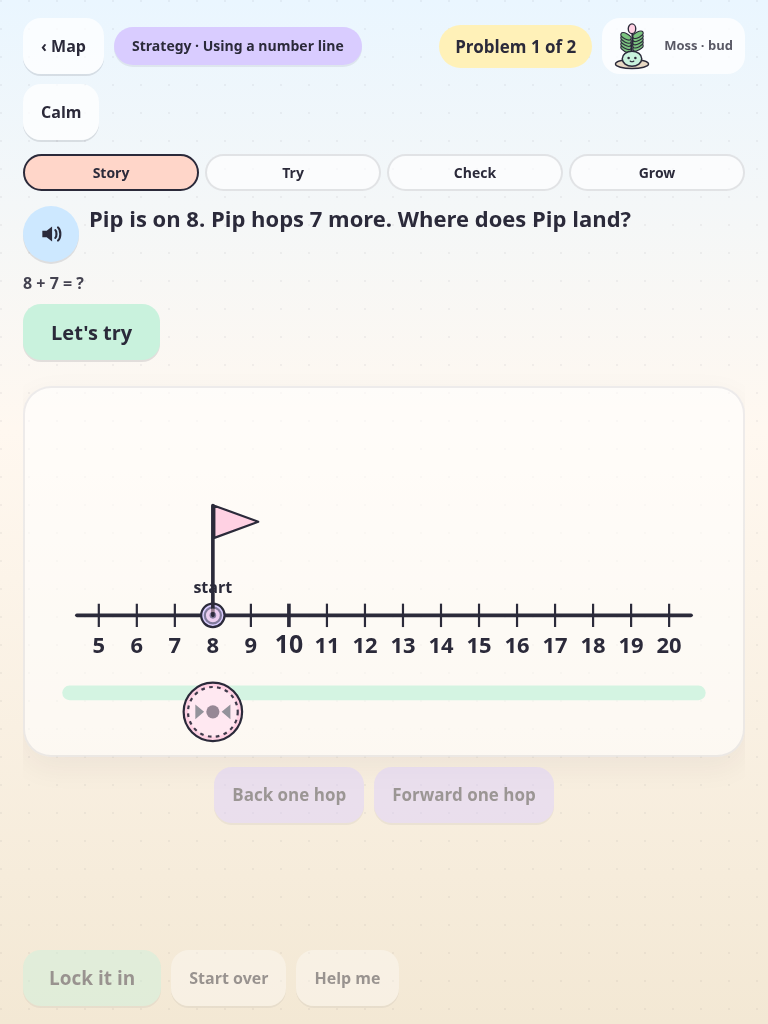 ‹ Map
Strategy · Using a number line
Problem 1 of 2
Moss · bud
Calm
Story
Try
Check
Grow
Pip is on 8. Pip hops 7 more. Where does Pip land?
8 + 7 = ?
Let's try
start
5 6 7 8 9 10 11 12 13 14 15 16 17 18 19 20
Back one hop
Forward one hop
Lock it in
Start over
Help me